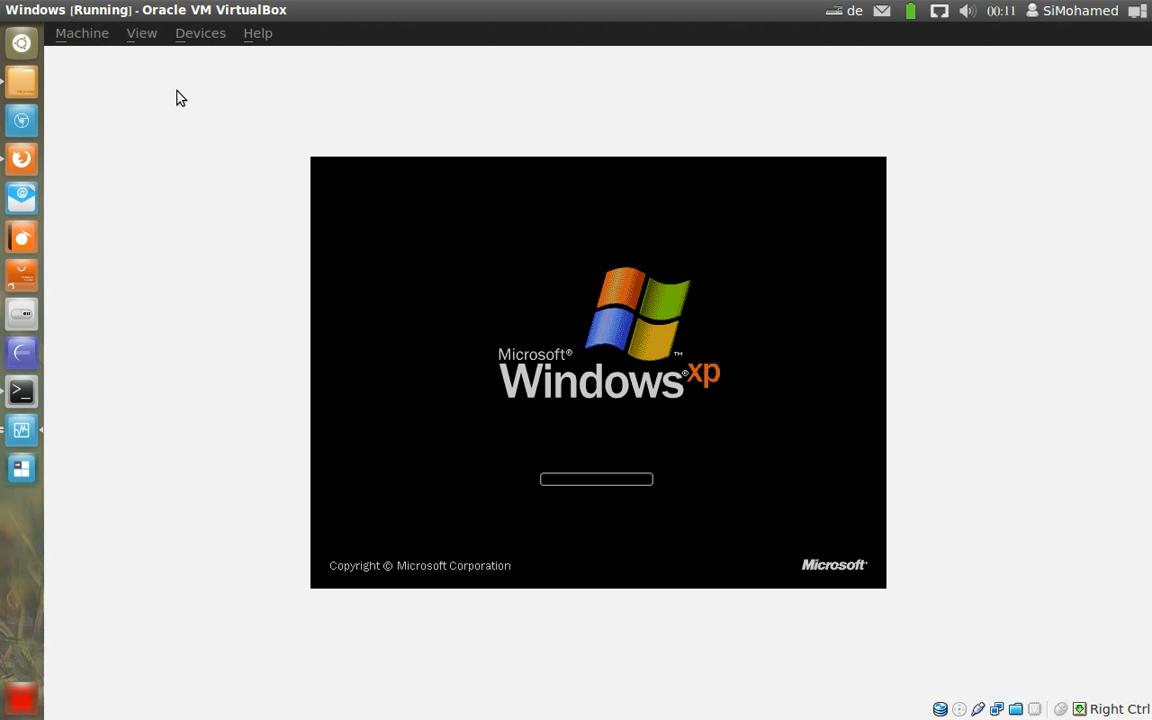 Windows [Running] - Oracle VM VirtualBox
de
00:11
SiMohamed
Machine View Devices Help
Microsoft®
Windows® xp ™
Copyright © Microsoft Corporation
Microsoft®
Right Ctrl